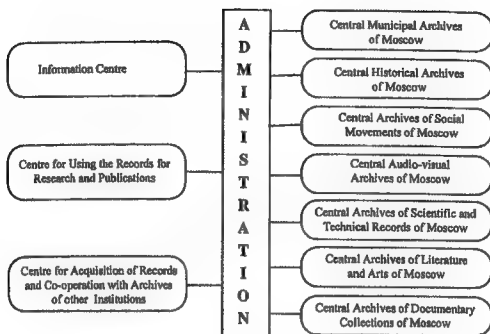 Information Centre
Centre for Using the Records for
Research and Publications
Centre for Acquisition of Records
and Co-operation with Archives
of other Institutions
ADMINISTRATION
Central Municipal Archives
of Moscow
Central Historical Archives
of Moscow
Central Archives of Social
Movements of Moscow
Central Audio-visual
Archives of Moscow
Central Archives of Scientific and
Technical Records of Moscow
Central Archives of Literature
and Arts of Moscow
Central Archives of Documentary
Collections of Moscow